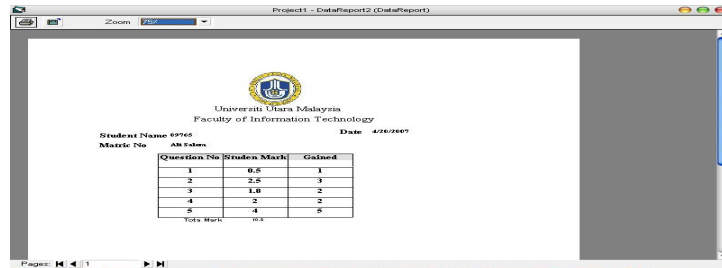 Project1 - DataReport2 (DataReport)
Zoom 75%
Universiti Utara Malaysia
Faculty of Information Technology
Student Name 09765 Date 4/20/2007
Matric No Ali Salem
Question No Studen Mark Gained
1 0.5 1
2 2.5 3
3 1.8 2
4 2 2
5 4 5
Tota Mark 10.8
Pages: 1